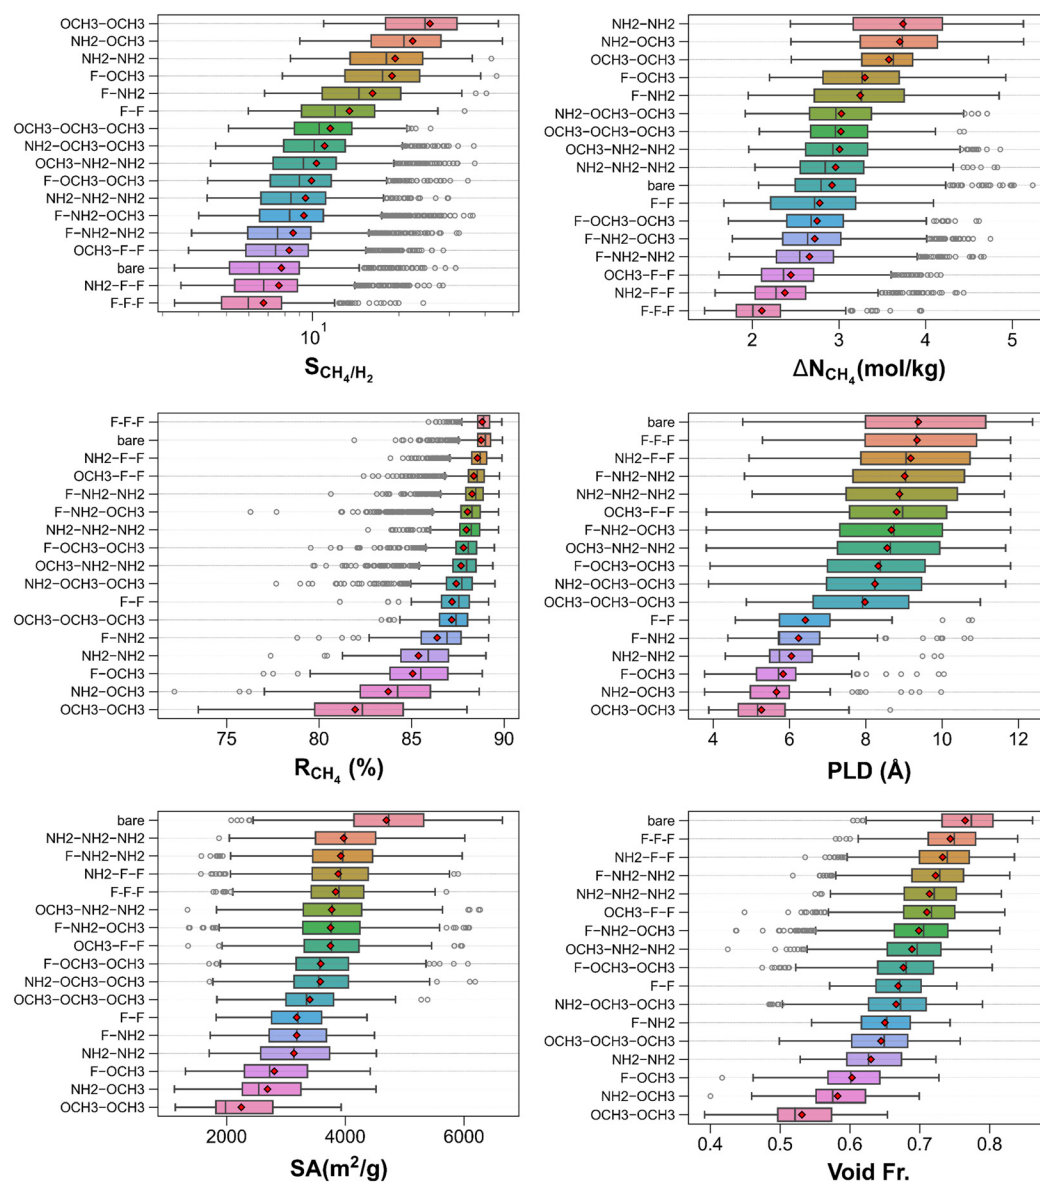 OCH3−OCH3
NH2−OCH3
NH2−NH2
F−OCH3
F−NH2
F−F
OCH3−OCH3−OCH3
NH2−OCH3−OCH3
OCH3−NH2−NH2
F−OCH3−OCH3
NH2−NH2−NH2
F−NH2−OCH3
F−NH2−NH2
OCH3−F−F
bare
NH2−F−F
F−F−F
10¹
S_CH₄/H₂
NH2−NH2
NH2−OCH3
OCH3−OCH3
F−OCH3
F−NH2
NH2−OCH3−OCH3
OCH3−OCH3−OCH3
OCH3−NH2−NH2
NH2−NH2−NH2
bare
F−F
F−OCH3−OCH3
F−NH2−OCH3
F−NH2−NH2
OCH3−F−F
NH2−F−F
F−F−F
2 3 4 5
ΔN_CH₄(mol/kg)
F−F−F
bare
NH2−F−F
OCH3−F−F
F−NH2−NH2
F−NH2−OCH3
NH2−NH2−NH2
F−OCH3−OCH3
OCH3−NH2−NH2
NH2−OCH3−OCH3
F−F
OCH3−OCH3−OCH3
F−NH2
NH2−NH2
F−OCH3
NH2−OCH3
OCH3−OCH3
75 80 85 90
R_CH₄ (%)
bare
F−F−F
NH2−F−F
F−NH2−NH2
NH2−NH2−NH2
OCH3−F−F
F−NH2−OCH3
OCH3−NH2−NH2
F−OCH3−OCH3
NH2−OCH3−OCH3
OCH3−OCH3−OCH3
F−F
F−NH2
NH2−NH2
F−OCH3
NH2−OCH3
OCH3−OCH3
4 6 8 10 12
PLD (Å)
bare
NH2−NH2−NH2
F−NH2−NH2
NH2−F−F
F−F−F
OCH3−NH2−NH2
F−NH2−OCH3
OCH3−F−F
F−OCH3−OCH3
NH2−OCH3−OCH3
OCH3−OCH3−OCH3
F−F
F−NH2
NH2−NH2
F−OCH3
NH2−OCH3
OCH3−OCH3
2000 4000 6000
SA(m²/g)
bare
F−F−F
NH2−F−F
F−NH2−NH2
NH2−NH2−NH2
OCH3−F−F
F−NH2−OCH3
OCH3−NH2−NH2
F−OCH3−OCH3
F−F
NH2−OCH3−OCH3
F−NH2
OCH3−OCH3−OCH3
NH2−NH2
F−OCH3
NH2−OCH3
OCH3−OCH3
0.4 0.5 0.6 0.7 0.8
Void Fr.